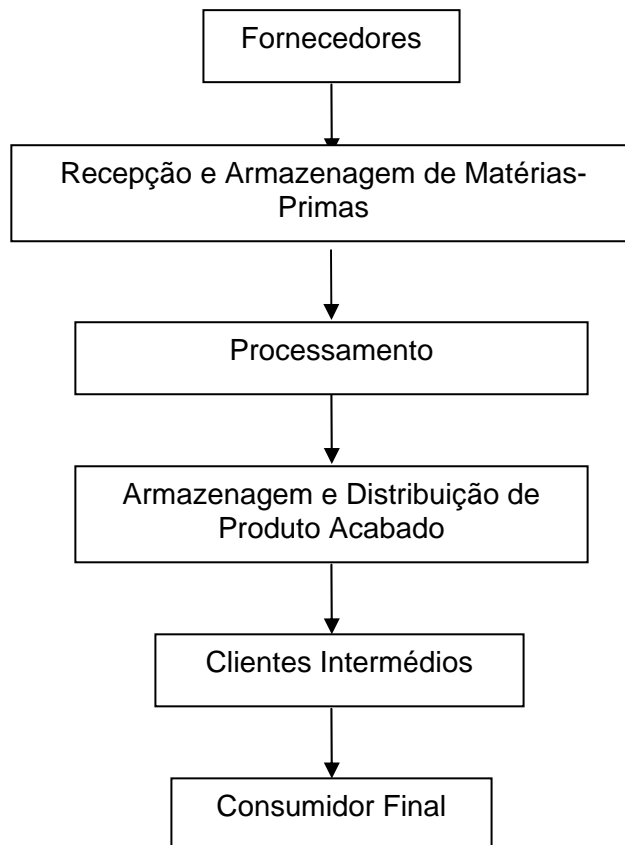 Fornecedores
Recepção e Armazenagem de Matérias-
Primas
Processamento
Armazenagem e Distribuição de
Produto Acabado
Clientes Intermédios
Consumidor Final